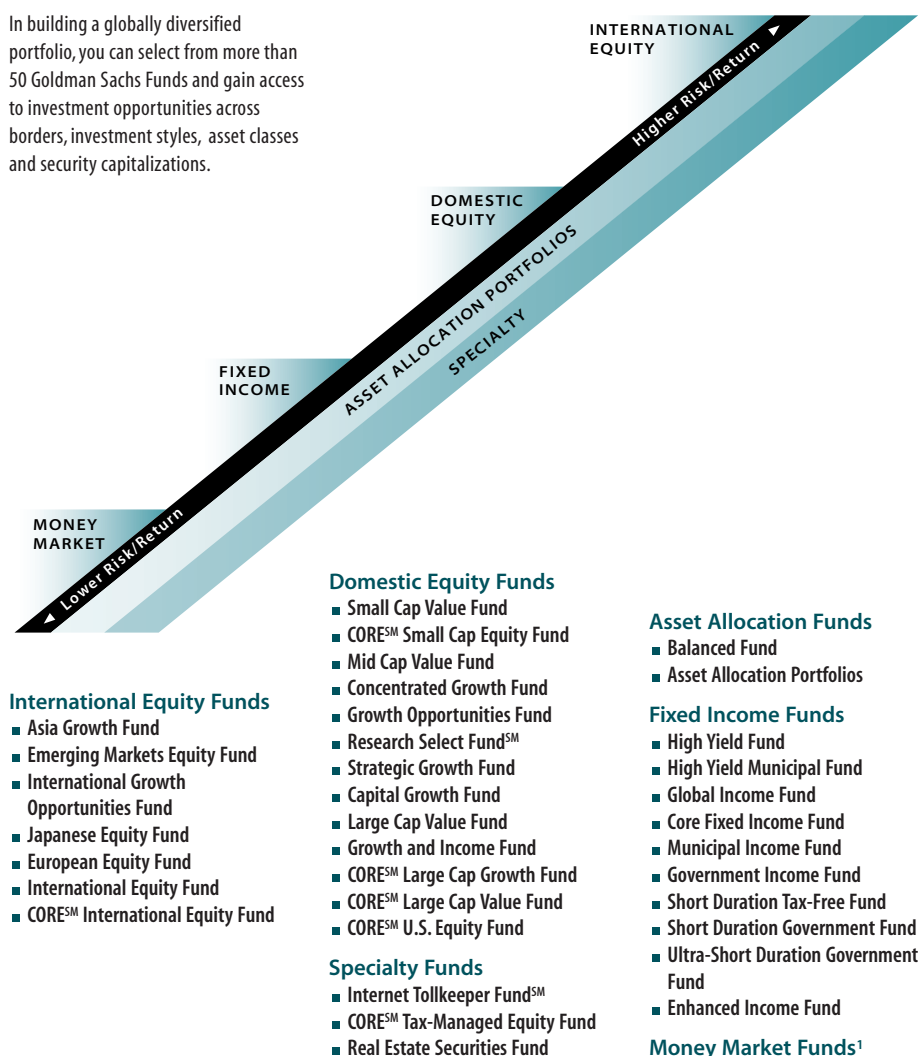 In building a globally diversified
portfolio, you can select from more than
50 Goldman Sachs Funds and gain access
to investment opportunities across
borders, investment styles, asset classes
and security capitalizations.
INTERNATIONAL
EQUITY
Higher Risk/Return ►
DOMESTIC
EQUITY
ASSET ALLOCATION PORTFOLIOS
SPECIALTY
FIXED
INCOME
MONEY
MARKET
◄ Lower Risk/Return
International Equity Funds
■ Asia Growth Fund
■ Emerging Markets Equity Fund
■ International Growth
Opportunities Fund
■ Japanese Equity Fund
■ European Equity Fund
■ International Equity Fund
■ CORE℠ International Equity Fund
Domestic Equity Funds
■ Small Cap Value Fund
■ CORE℠ Small Cap Equity Fund
■ Mid Cap Value Fund
■ Concentrated Growth Fund
■ Growth Opportunities Fund
■ Research Select Fund℠
■ Strategic Growth Fund
■ Capital Growth Fund
■ Large Cap Value Fund
■ Growth and Income Fund
■ CORE℠ Large Cap Growth Fund
■ CORE℠ Large Cap Value Fund
■ CORE℠ U.S. Equity Fund
Specialty Funds
■ Internet Tollkeeper Fund℠
■ CORE℠ Tax-Managed Equity Fund
■ Real Estate Securities Fund
Asset Allocation Funds
■ Balanced Fund
■ Asset Allocation Portfolios
Fixed Income Funds
■ High Yield Fund
■ High Yield Municipal Fund
■ Global Income Fund
■ Core Fixed Income Fund
■ Municipal Income Fund
■ Government Income Fund
■ Short Duration Tax-Free Fund
■ Short Duration Government Fund
■ Ultra-Short Duration Government
Fund
■ Enhanced Income Fund
Money Market Funds¹